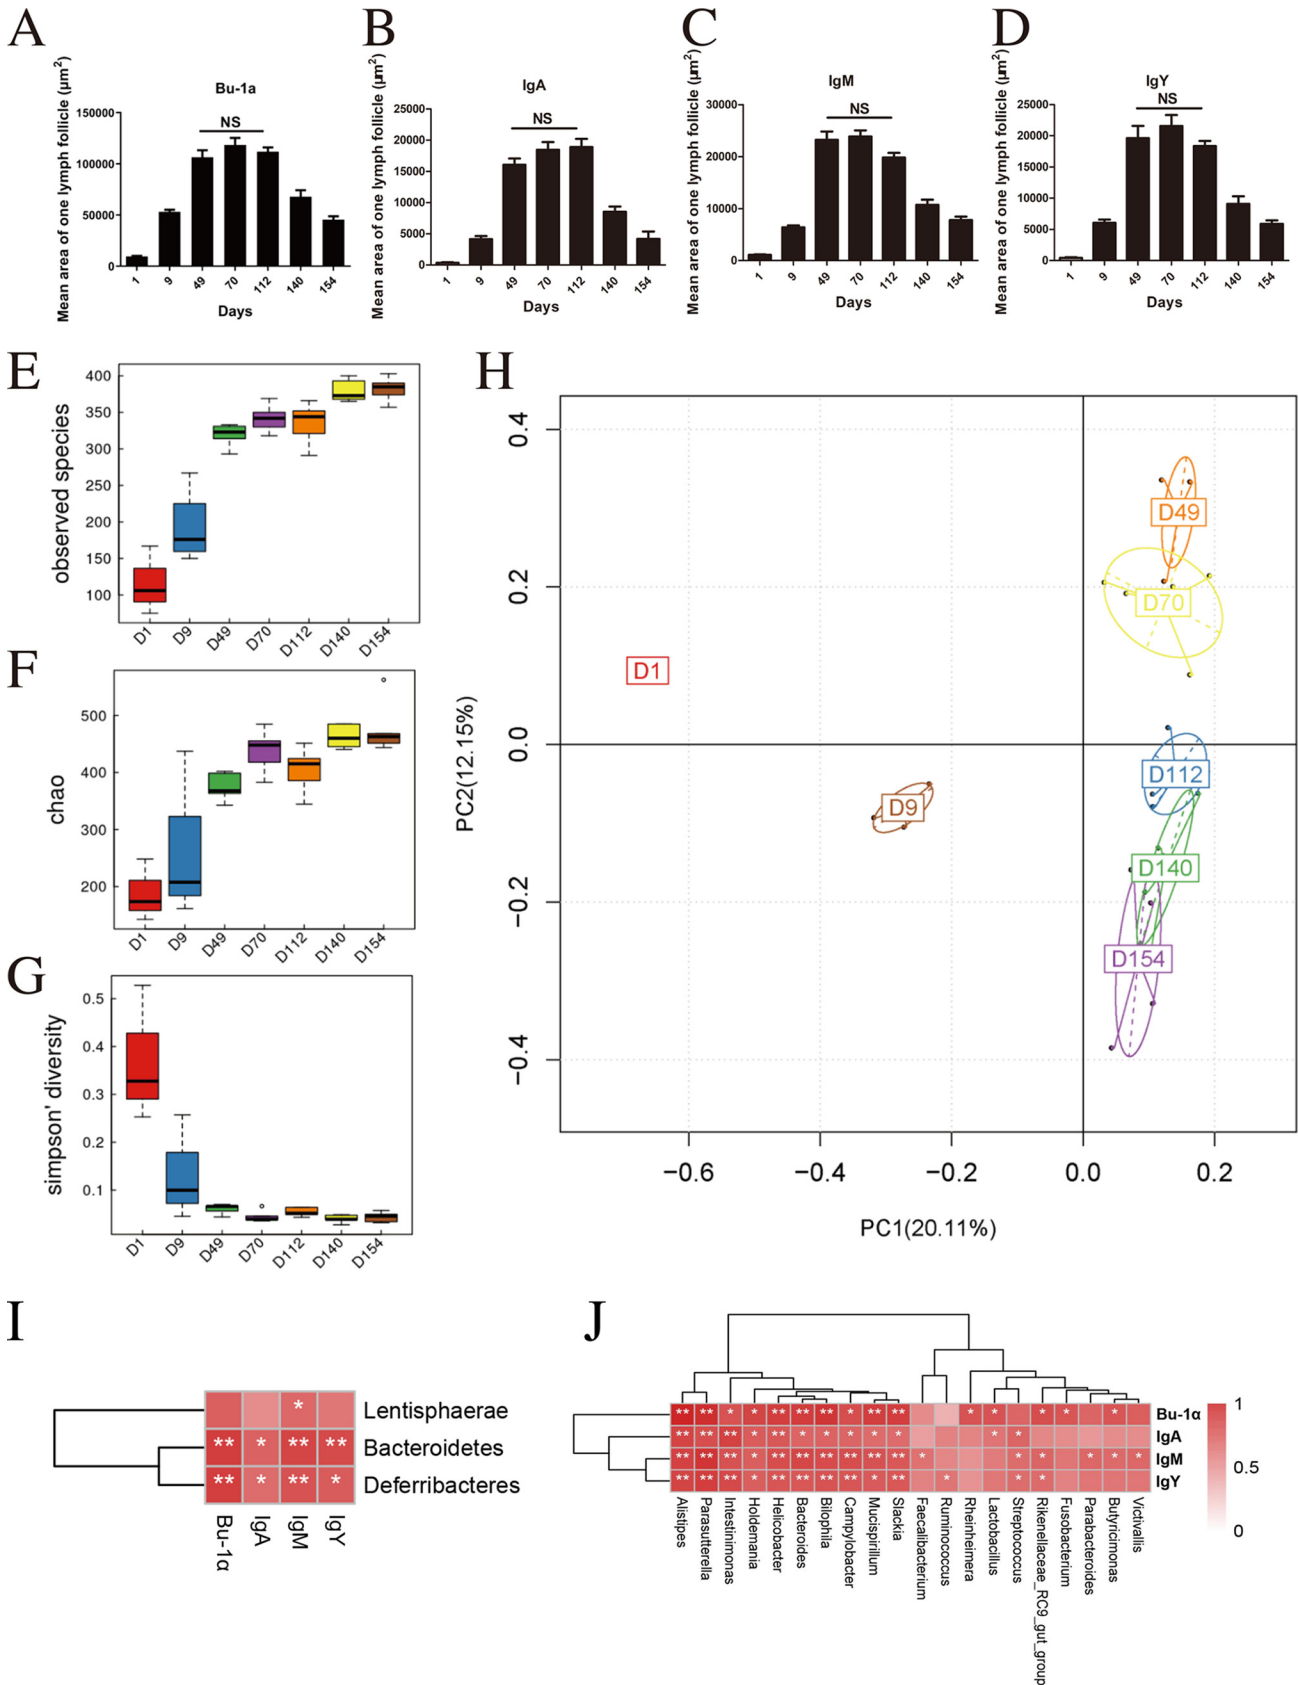 A
B
C
D
Bu-1a
Mean area of one lymph follicle (μm²)
150000
100000
50000
0
NS
1 9 49 70 112 140 154
Days
IgA
Mean area of one lymph follicle (μm²)
25000
20000
15000
10000
5000
0
NS
1 9 49 70 112 140 154
Days
IgM
Mean area of one lymph follicle (μm²)
30000
20000
10000
0
NS
1 9 49 70 112 140 154
Days
IgY
Mean area of one lymph follicle (μm²)
25000
20000
15000
10000
5000
0
NS
1 9 49 70 112 140 154
Days
E
observed species
400
350
300
250
200
150
100
D1 D9 D49 D70 D112 D140 D154
F
chao
500
400
300
200
D1 D9 D49 D70 D112 D140 D154
G
simpson' diversity
0.5
0.4
0.3
0.2
0.1
D1 D9 D49 D70 D112 D140 D154
H
PC2(12.15%)
0.4
0.2
0.0
−0.2
−0.4
D49
D70
D1
D112
D9
D140
D154
−0.6 −0.4 −0.2 0.0 0.2
PC1(20.11%)
I
* Lentisphaerae
** * ** ** Bacteroidetes
** * ** * Deferribacteres
Bu-1α IgA IgM IgY
J
** ** * * ** ** ** * ** ** * * * * * Bu-1α
** ** ** * * * * * * * * * IgA
** ** ** * ** ** ** ** ** ** * * * * * * IgM
** ** ** * ** ** ** ** * ** * * * IgY
1
0.5
0
Alistipes
Parasutterella
Intestinimonas
Holdemania
Helicobacter
Bacteroides
Bilophila
Campylobacter
Mucispirillum
Slackia
Faecalibacterium
Ruminococcus
Rheinheimera
Lactobacillus
Streptococcus
Rikenellaceae_RC9_gut_group
Fusobacterium
Parabacteroides
Butyricimonas
Victivallis